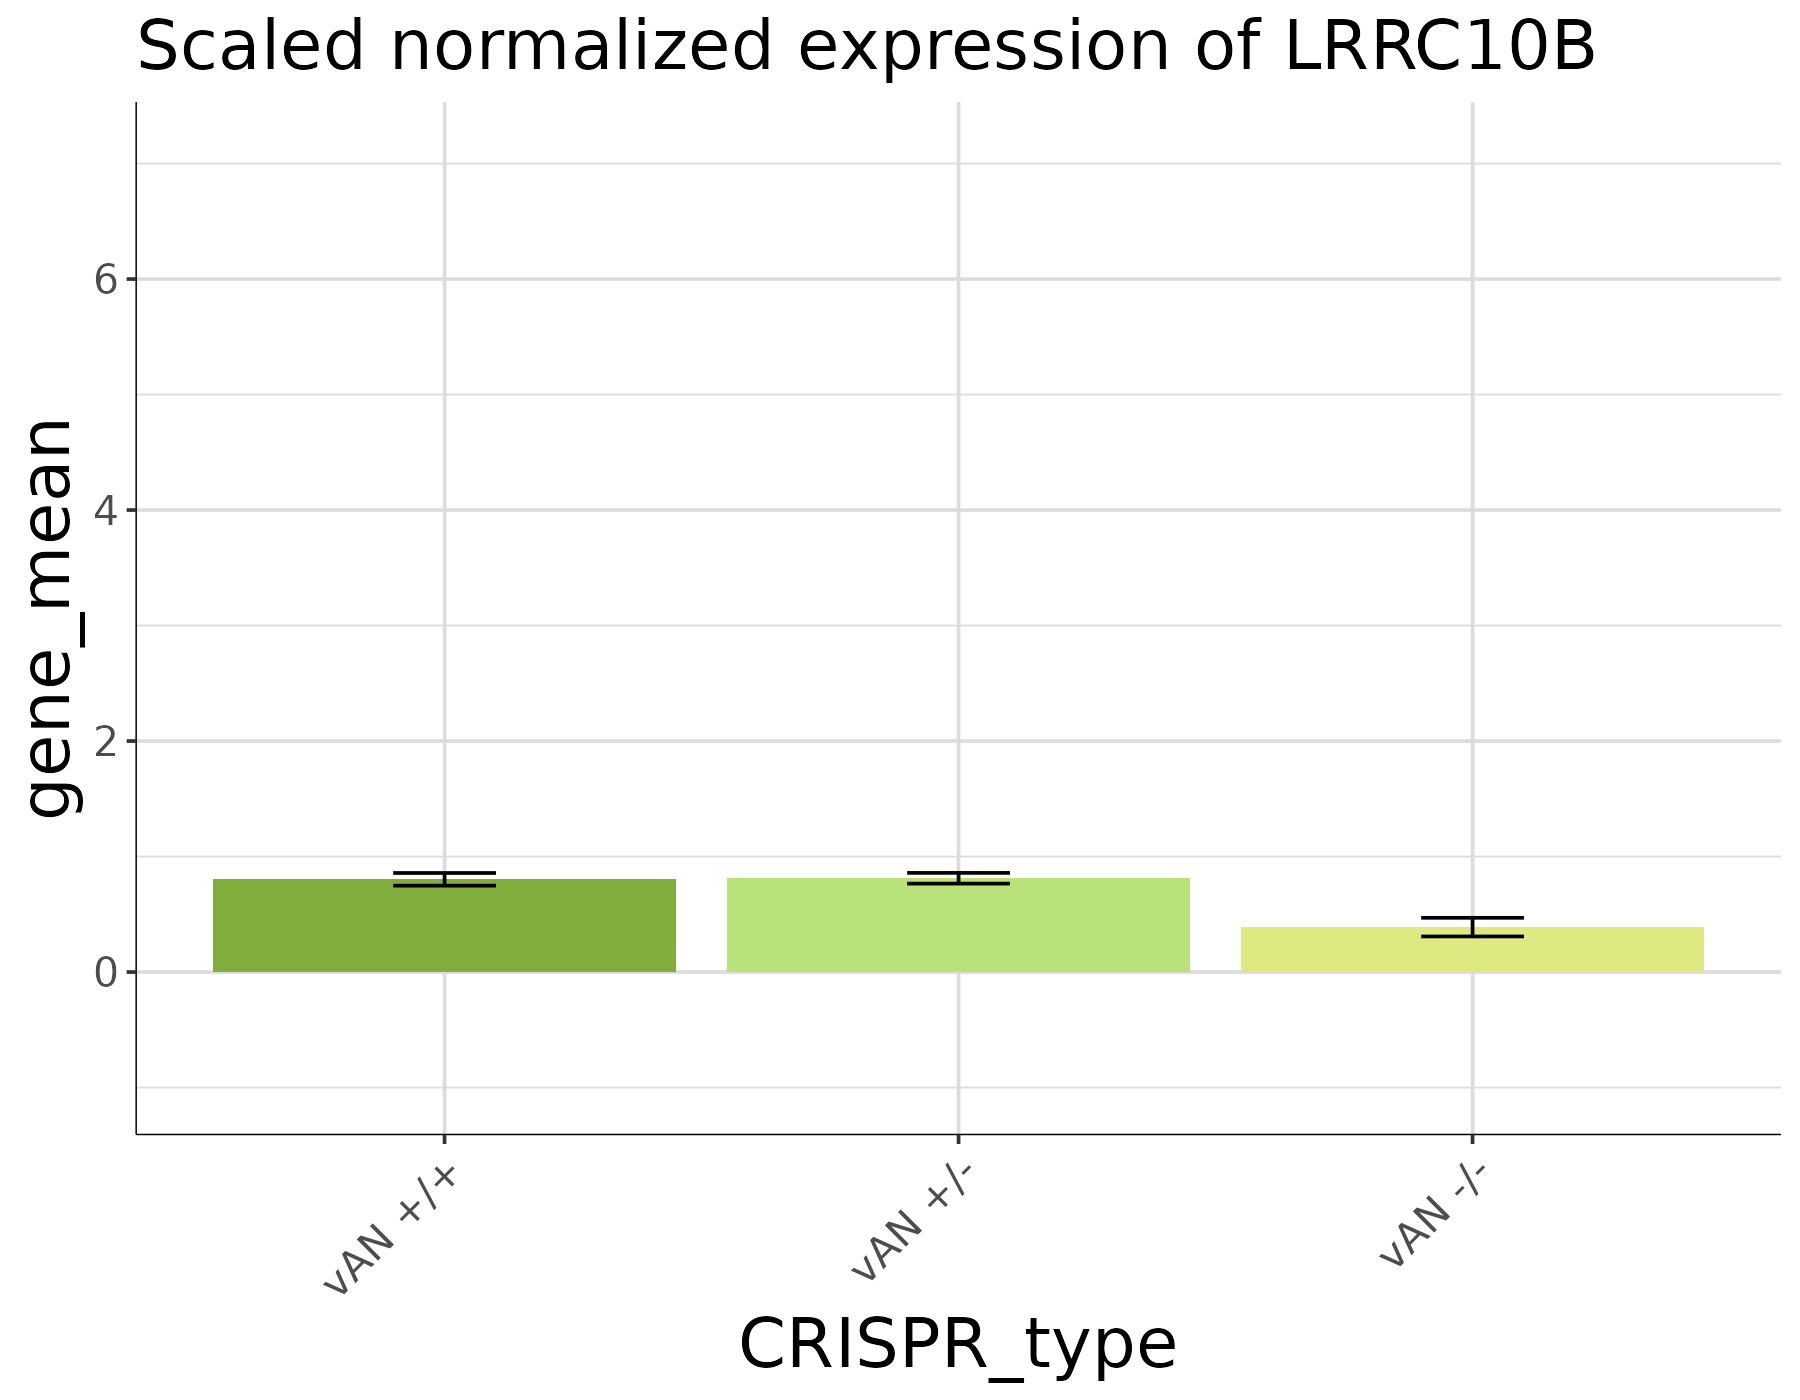 Scaled normalized expression of LRRC10B
gene_mean
6
4
2
0
vAN +/+
vAN +/-
vAN -/-
CRISPR_type